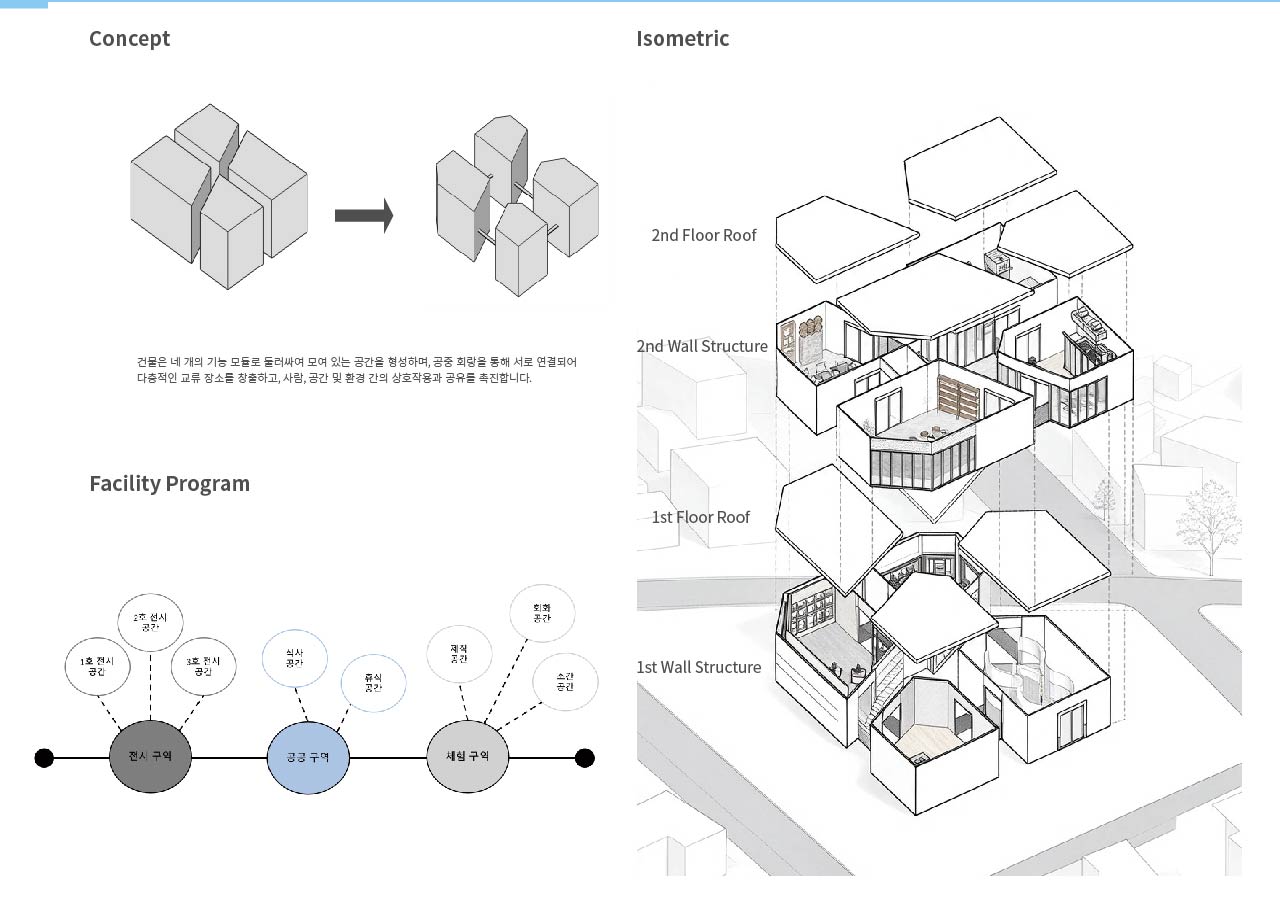 Concept
건물은 네 개의 기능 모듈로 둘러싸여 모여 있는 공간을 형성하며, 공중 회랑을 통해 서로 연결되어
다층적인 교류 장소를 창출하고, 사람, 공간 및 환경 간의 상호작용과 공유를 촉진합니다.
Facility Program
1호 전시
공간
2호 전시
공간
3호 전시
공간
식사
공간
휴식
공간
제작
공간
회화
공간
공간
전시 구역
공공 구역
체험 구역
Isometric
2nd Floor Roof
2nd Wall Structure
1st Floor Roof
1st Wall Structure